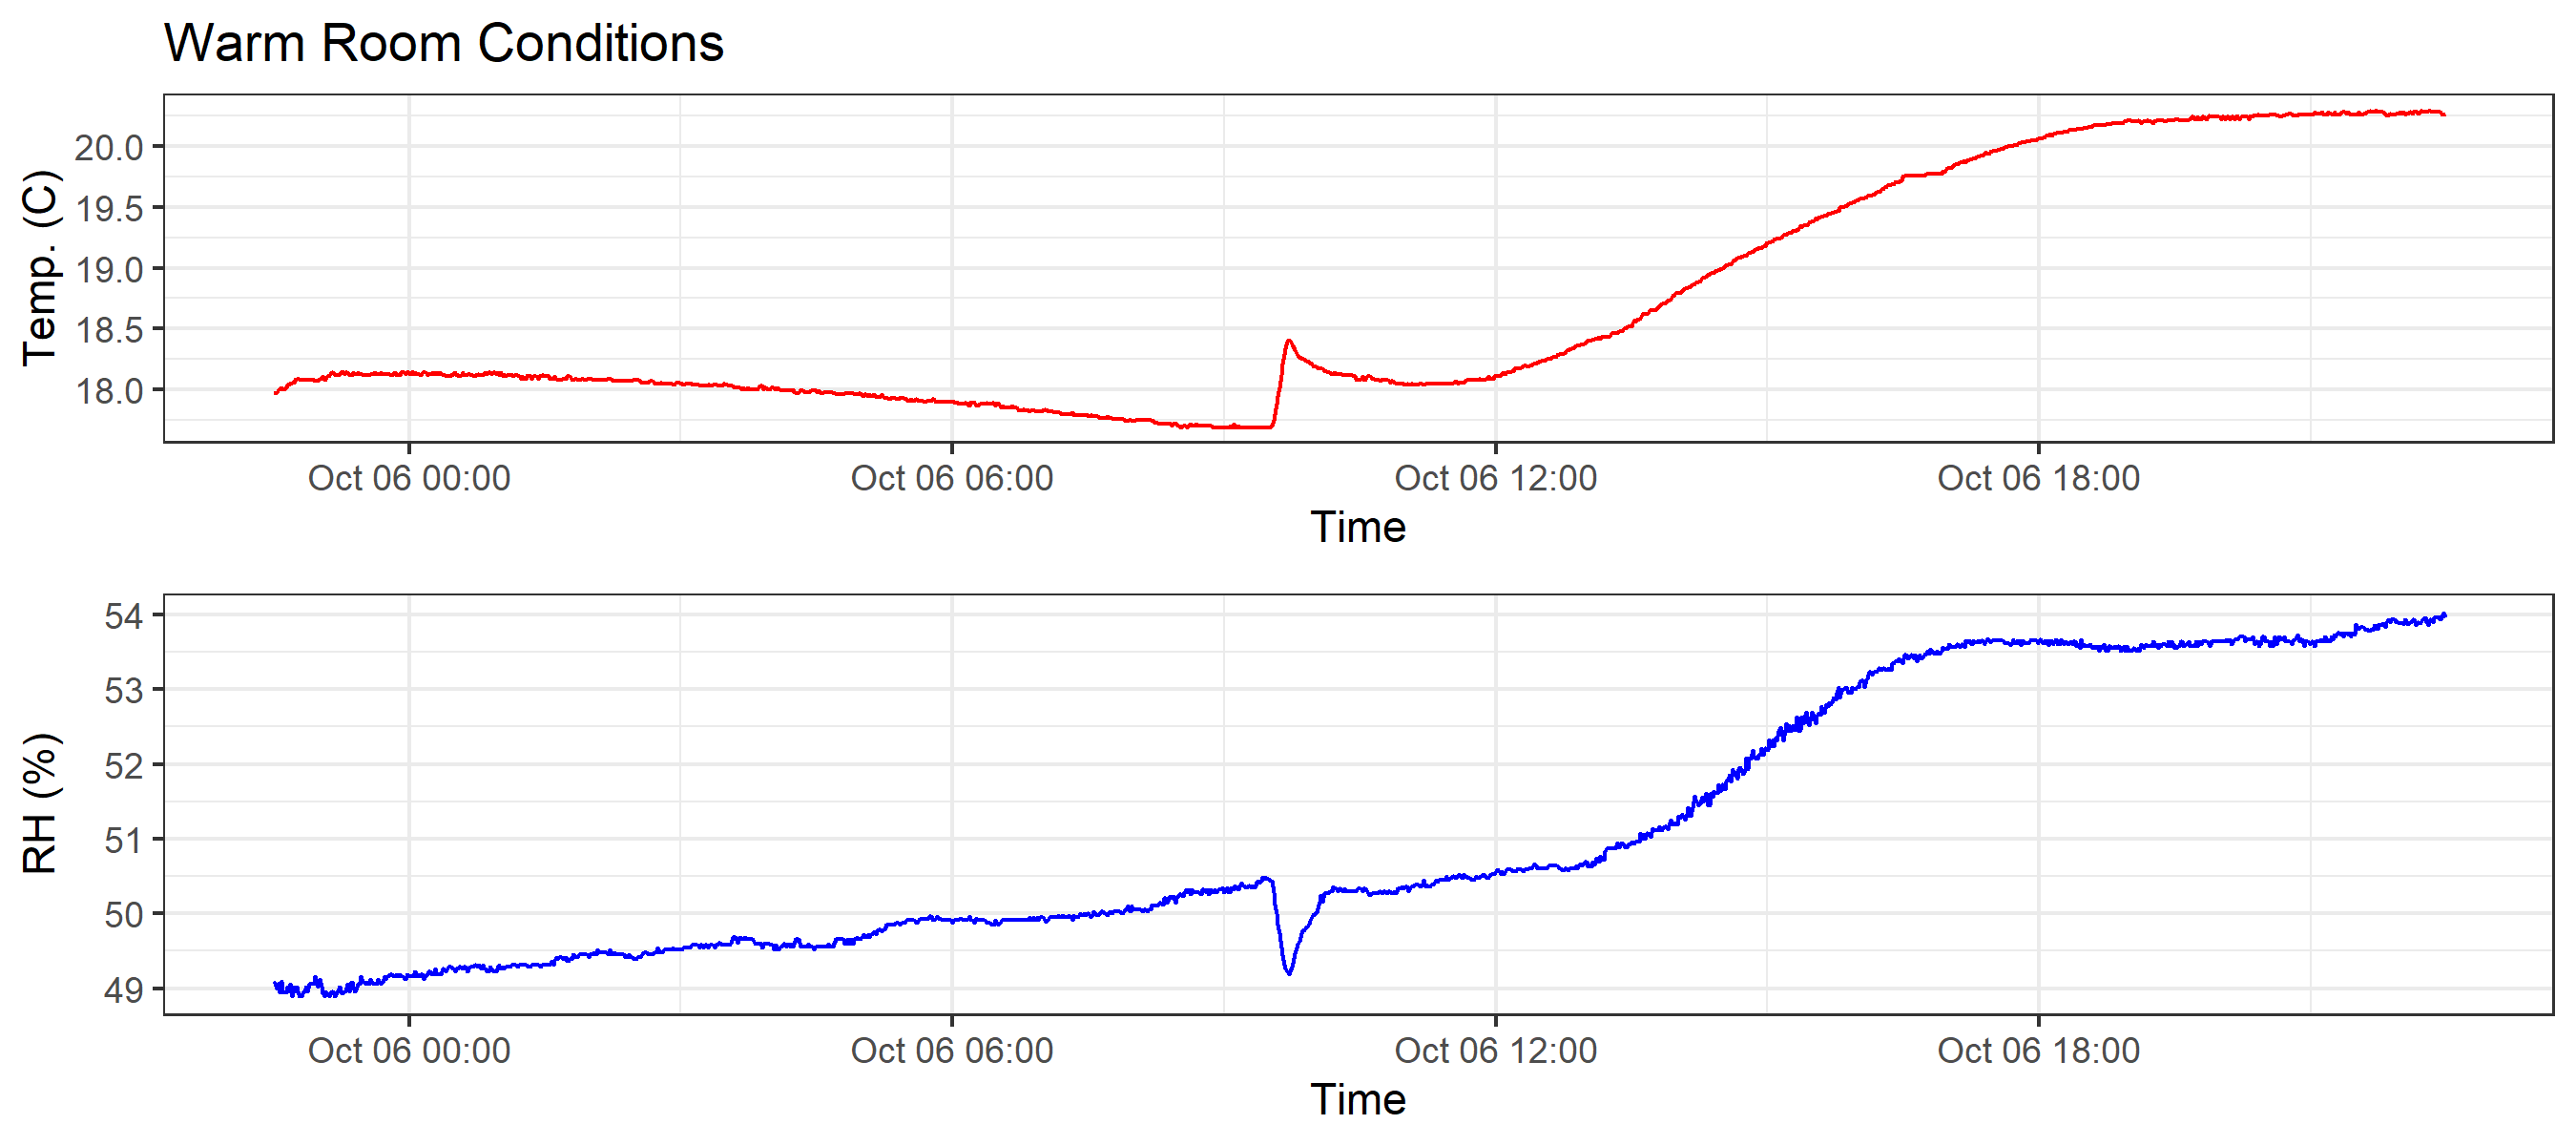 Warm Room Conditions
Temp. (C)
20.0
19.5
19.0
18.5
18.0
Oct 06 00:00 Oct 06 06:00 Oct 06 12:00 Oct 06 18:00
Time
RH (%)
54
53
52
51
50
49
Oct 06 00:00 Oct 06 06:00 Oct 06 12:00 Oct 06 18:00
Time